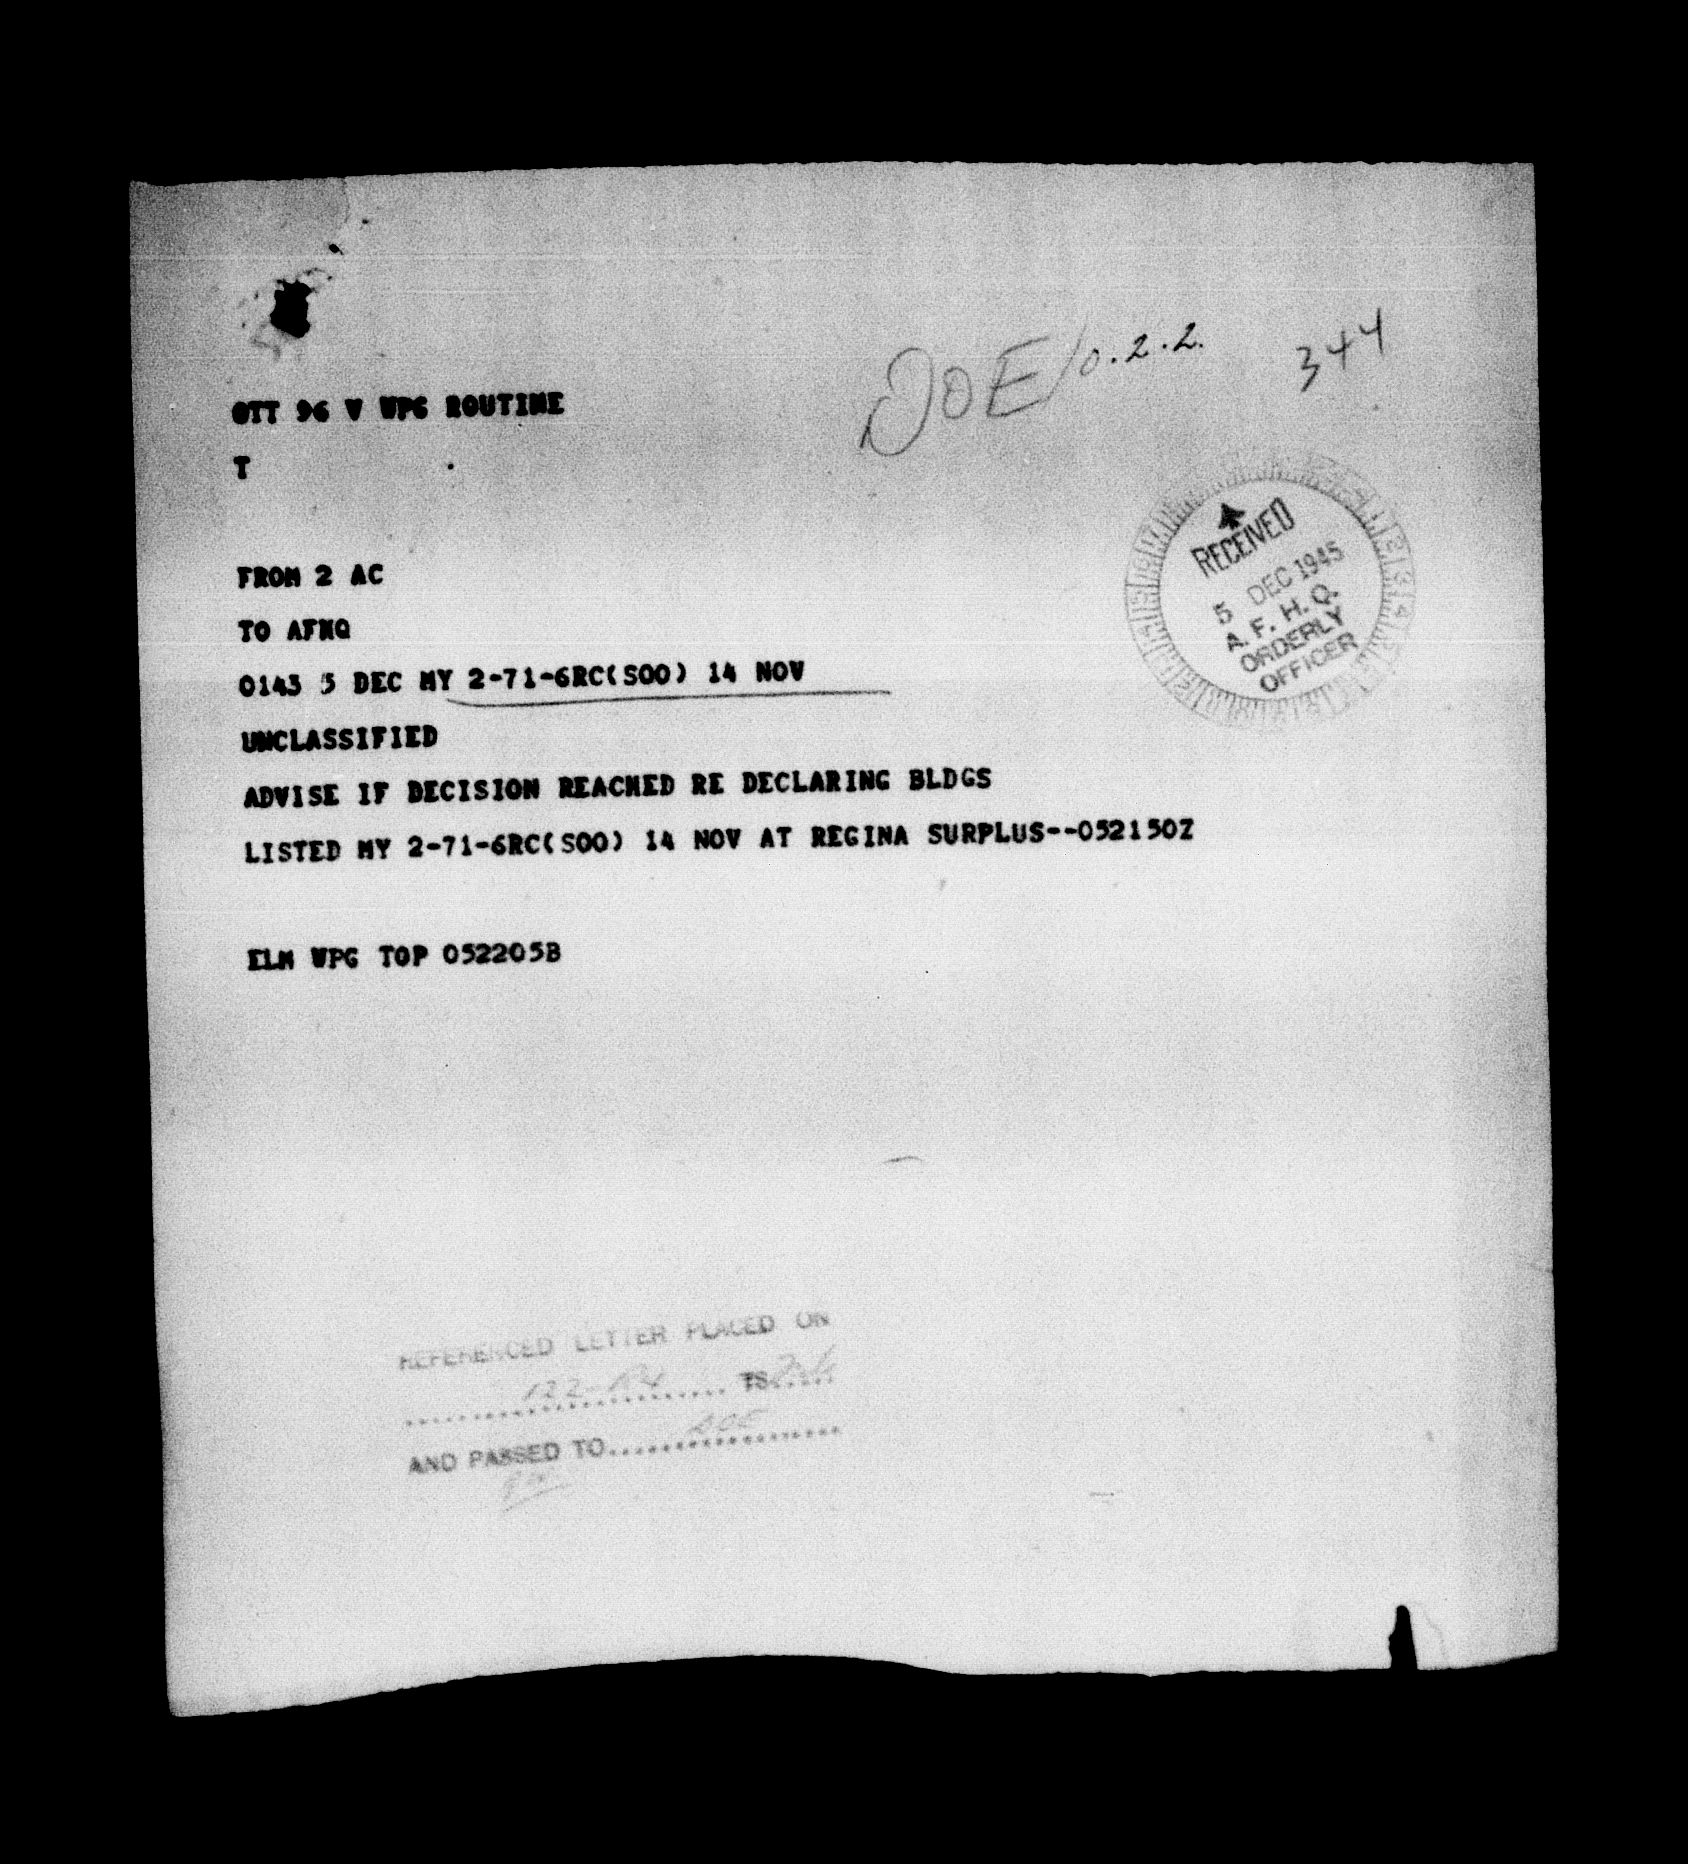 DOE/0.2.2.
344
OTT 96 V WPG ROUTINE
T
RECEIVED
5 DEC 1945
A. F. H. Q.
ORDERLY
OFFICER
FROM 2 AC
TO AFHQ
0143 5 DEC MY 2-71-6RC(SOO) 14 NOV
UNCLASSIFIED
ADVISE IF DECISION REACHED RE DECLARING BLDGS
LISTED MY 2-71-6RC(SOO) 14 NOV AT REGINA SURPLUS--052150Z
ELM WPG TOP 052205B
REFERENCED LETTER PLACED ON
AND PASSED TO DOE